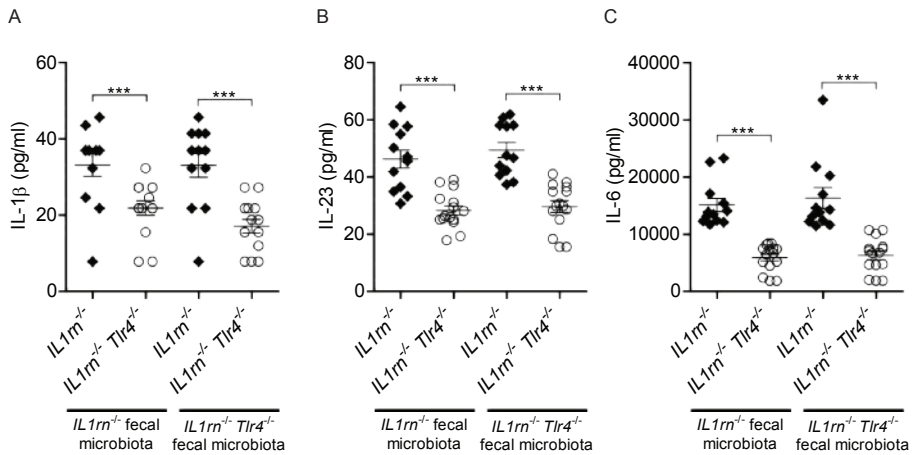 A
IL-1β (pg/ml)
60
40
20
0
***
***
IL1rn-/-
IL1rn-/- Tlr4-/-
IL1rn-/-
IL1rn-/- Tlr4-/-
IL1rn-/- fecal
microbiota
IL1rn-/- Tlr4-/-
fecal microbiota
B
IL-23 (pg/ml)
80
60
40
20
0
***
***
IL1rn-/-
IL1rn-/- Tlr4-/-
IL1rn-/-
IL1rn-/- Tlr4-/-
IL1rn-/- fecal
microbiota
IL1rn-/- Tlr4-/-
fecal microbiota
C
IL-6 (pg/ml)
40000
30000
20000
10000
0
***
***
IL1rn-/-
IL1rn-/- Tlr4-/-
IL1rn-/-
IL1rn-/- Tlr4-/-
IL1rn-/- fecal
microbiota
IL1rn-/- Tlr4-/-
fecal microbiota